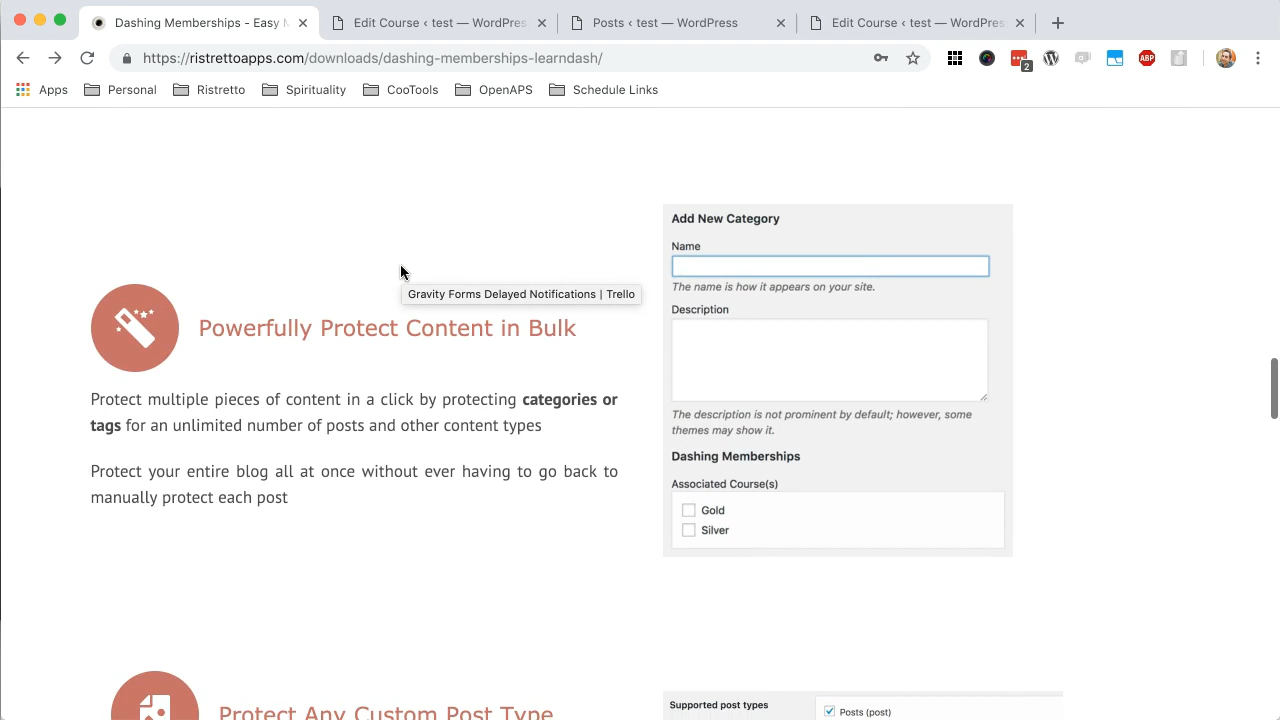 Dashing Memberships - Easy M
Edit Course ‹ test — WordPres
Posts ‹ test — WordPress
Edit Course ‹ test — WordPres
https://ristrettoapps.com/downloads/dashing-memberships-learndash/
2
ABP
Apps
Personal
Ristretto
Spirituality
CooTools
OpenAPS
Schedule Links
Gravity Forms Delayed Notifications | Trello
Powerfully Protect Content in Bulk
Protect multiple pieces of content in a click by protecting categories or
tags for an unlimited number of posts and other content types
Protect your entire blog all at once without ever having to go back to
manually protect each post
Add New Category
Name
The name is how it appears on your site.
Description
The description is not prominent by default; however, some
themes may show it.
Dashing Memberships
Associated Course(s)
Gold
Silver
Protect Any Custom Post Type
Supported post types
Posts (post)